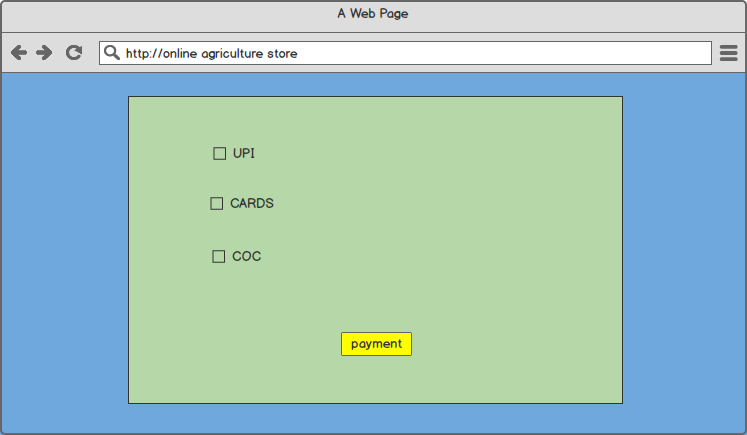 A Web Page
http://online agriculture store
UPI
CARDS
COC
payment